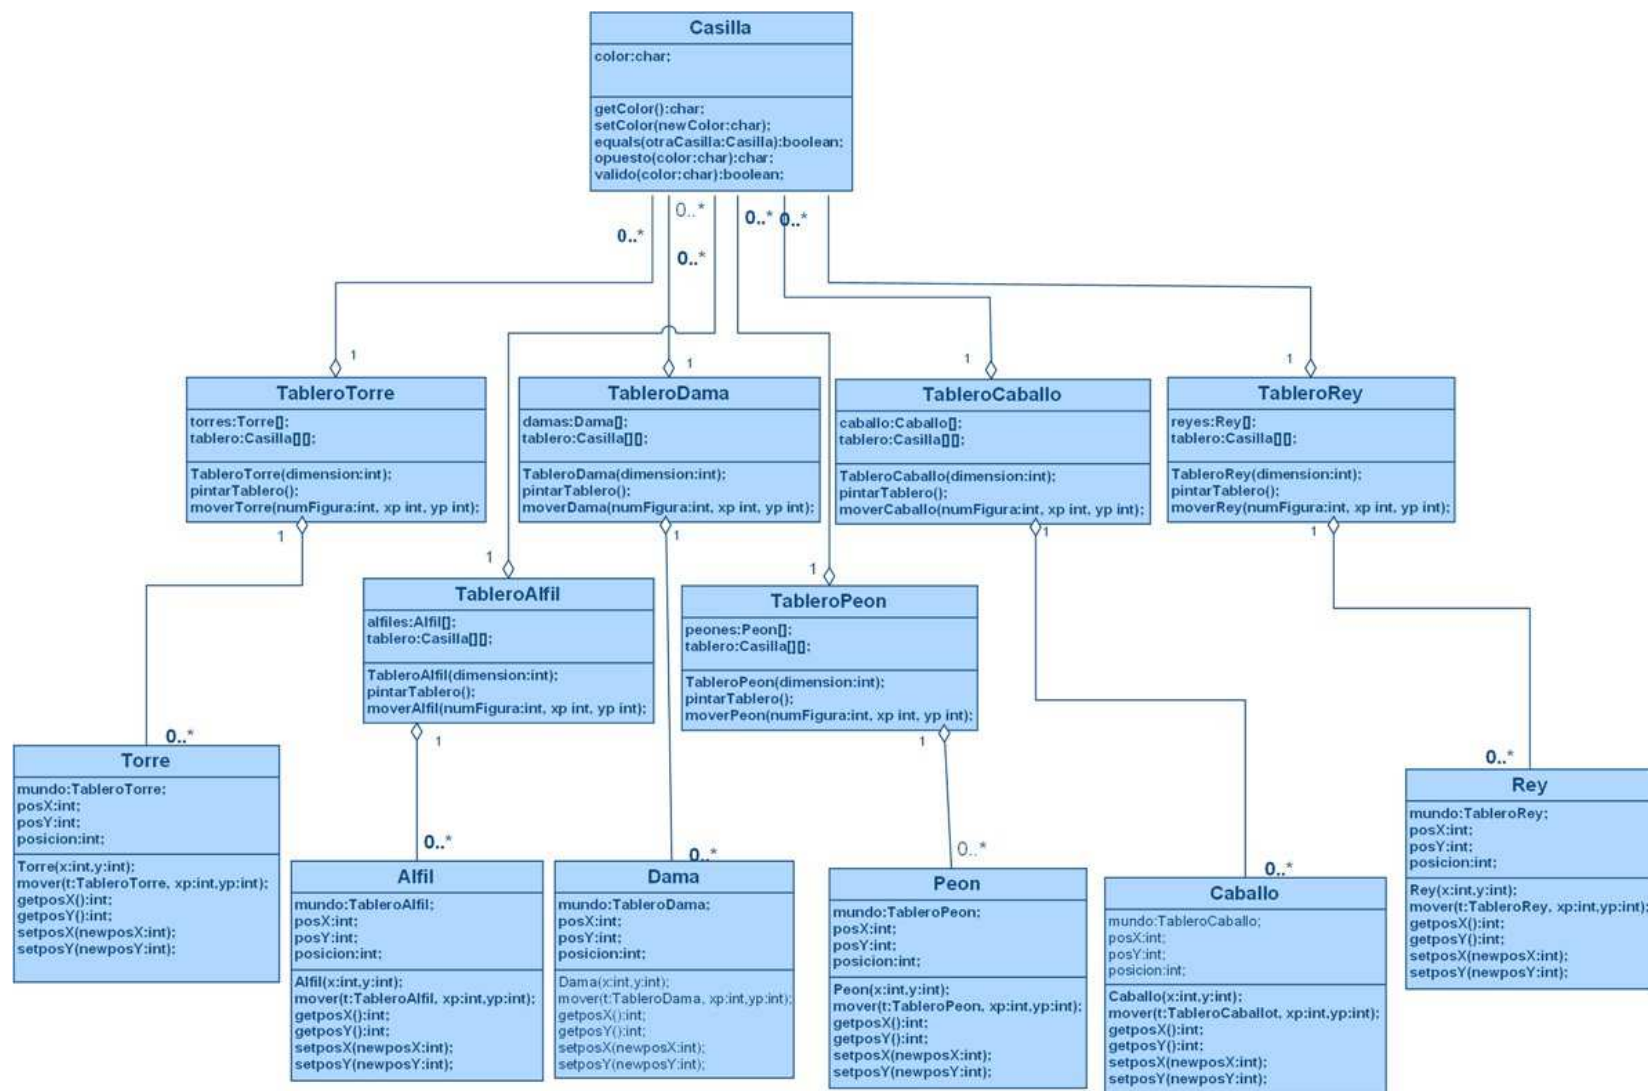 Casilla
color:char;
getColor():char;
setColor(newColor:char);
equals(otraCasilla:Casilla):boolean;
opuesto(color:char):char;
valido(color:char):boolean;
0..*
0..*
0..*
0..*
0..*
1
1
1
1
TableroTorre
torres:Torre[];
tablero:Casilla[][];
TableroTorre(dimension:int);
pintarTablero();
moverTorre(numFigura:int, xp int, yp int);
1
TableroDama
damas:Dama[];
tablero:Casilla[][];
TableroDama(dimension:int);
pintarTablero();
moverDama(numFigura:int, xp int, yp int);
1
TableroCaballo
caballo:Caballo[];
tablero:Casilla[][];
TableroCaballo(dimension:int);
pintarTablero();
moverCaballo(numFigura:int, xp int, yp int);
1
TableroRey
reyes:Rey[];
tablero:Casilla[][];
TableroRey(dimension:int);
pintarTablero();
moverRey(numFigura:int, xp int, yp int);
1
1
TableroAlfil
alfiles:Alfil[];
tablero:Casilla[][];
TableroAlfil(dimension:int);
pintarTablero();
moverAlfil(numFigura:int, xp int, yp int);
1
1
TableroPeon
peones:Peon[];
tablero:Casilla[][];
TableroPeon(dimension:int);
pintarTablero();
moverPeon(numFigura:int, xp int, yp int);
1
0..*
Torre
mundo:TableroTorre;
posX:int;
posY:int;
posicion:int;
Torre(x:int,y:int);
mover(t:TableroTorre, xp:int,yp:int);
getposX():int;
getposY():int;
setposX(newposX:int);
setposY(newposY:int);
0..*
Alfil
mundo:TableroAlfil;
posX:int;
posY:int;
posicion:int;
Alfil(x:int,y:int);
mover(t:TableroAlfil, xp:int,yp:int);
getposX():int;
getposY():int;
setposX(newposX:int);
setposY(newposY:int);
0..*
Dama
mundo:TableroDama;
posX:int;
posY:int;
posicion:int;
Dama(x:int,y:int);
mover(t:TableroDama, xp:int,yp:int);
getposX():int;
getposY():int;
setposX(newposX:int);
setposY(newposY:int);
0..*
Peon
mundo:TableroPeon;
posX:int;
posY:int;
posicion:int;
Peon(x:int,y:int);
mover(t:TableroPeon, xp:int,yp:int);
getposX():int;
getposY():int;
setposX(newposX:int);
setposY(newposY:int);
0..*
Caballo
mundo:TableroCaballo;
posX:int;
posY:int;
posicion:int;
Caballo(x:int,y:int);
mover(t:TableroCaballot, xp:int,yp:int);
getposX():int;
getposY():int;
setposX(newposX:int);
setposY(newposY:int);
0..*
Rey
mundo:TableroRey;
posX:int;
posY:int;
posicion:int;
Rey(x:int,y:int);
mover(t:TableroRey, xp:int,yp:int);
getposX():int;
getposY():int;
setposX(newposX:int);
setposY(newposY:int);